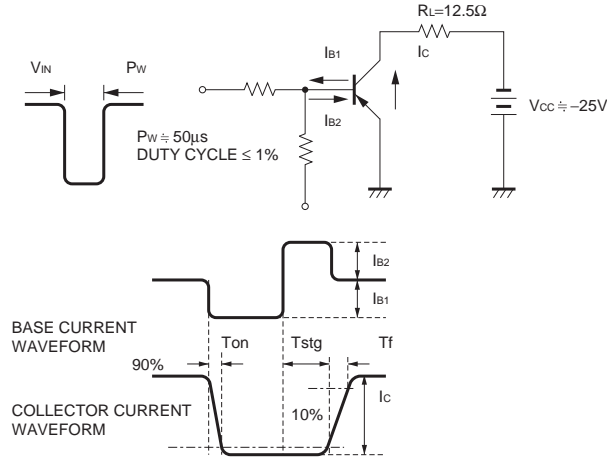 RL=12.5Ω
IB1
IC
VIN
PW
VCC≒−25V
IB2
PW≒50µs
DUTY CYCLE ≤ 1%
IB2
IB1
BASE CURRENT
WAVEFORM
Ton
Tstg
Tf
90%
IC
10%
COLLECTOR CURRENT
WAVEFORM